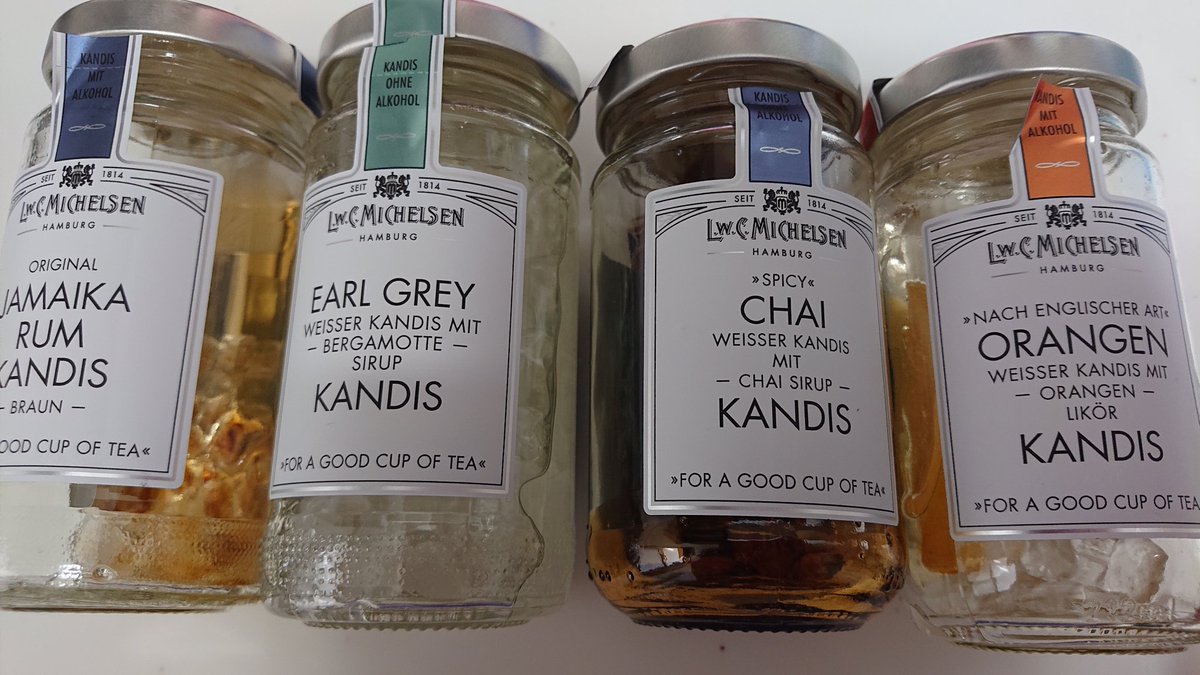 KANDIS
MIT
ALKOHOL
SEIT 1814
L.W.C. MICHELSEN
HAMBURG
ORIGINAL
JAMAIKA
RUM
KANDIS
BRAUN
GOOD CUP OF TEA«
KANDIS
OHNE
ALKOHOL
SEIT 1814
L.W.C. MICHELSEN
HAMBURG
EARL GREY
WEISSER KANDIS MIT
– BERGAMOTTE –
SIRUP
KANDIS
»FOR A GOOD CUP OF TEA«
KANDIS
ALKOHOL
SEIT 1814
L.W.C. MICHELSEN
HAMBURG
»SPICY«
CHAI
WEISSER KANDIS
MIT
– CHAI SIRUP –
KANDIS
»FOR A GOOD CUP OF TEA«
KANDIS
MIT
ALKOHOL
SEIT 1814
L.W.C. MICHELSEN
HAMBURG
»NACH ENGLISCHER ART«
ORANGEN
WEISSER KANDIS MIT
– ORANGEN –
LIKÖR
KANDIS
»FOR A GOOD CUP OF TEA